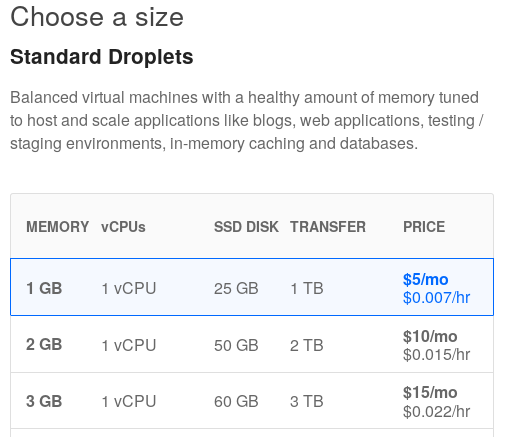 Choose a size
Standard Droplets
Balanced virtual machines with a healthy amount of memory tuned
to host and scale applications like blogs, web applications, testing /
staging environments, in-memory caching and databases.
MEMORY vCPUs SSD DISK TRANSFER PRICE
1 GB 1 vCPU 25 GB 1 TB $5/mo
$0.007/hr
2 GB 1 vCPU 50 GB 2 TB $10/mo
$0.015/hr
3 GB 1 vCPU 60 GB 3 TB $15/mo
$0.022/hr